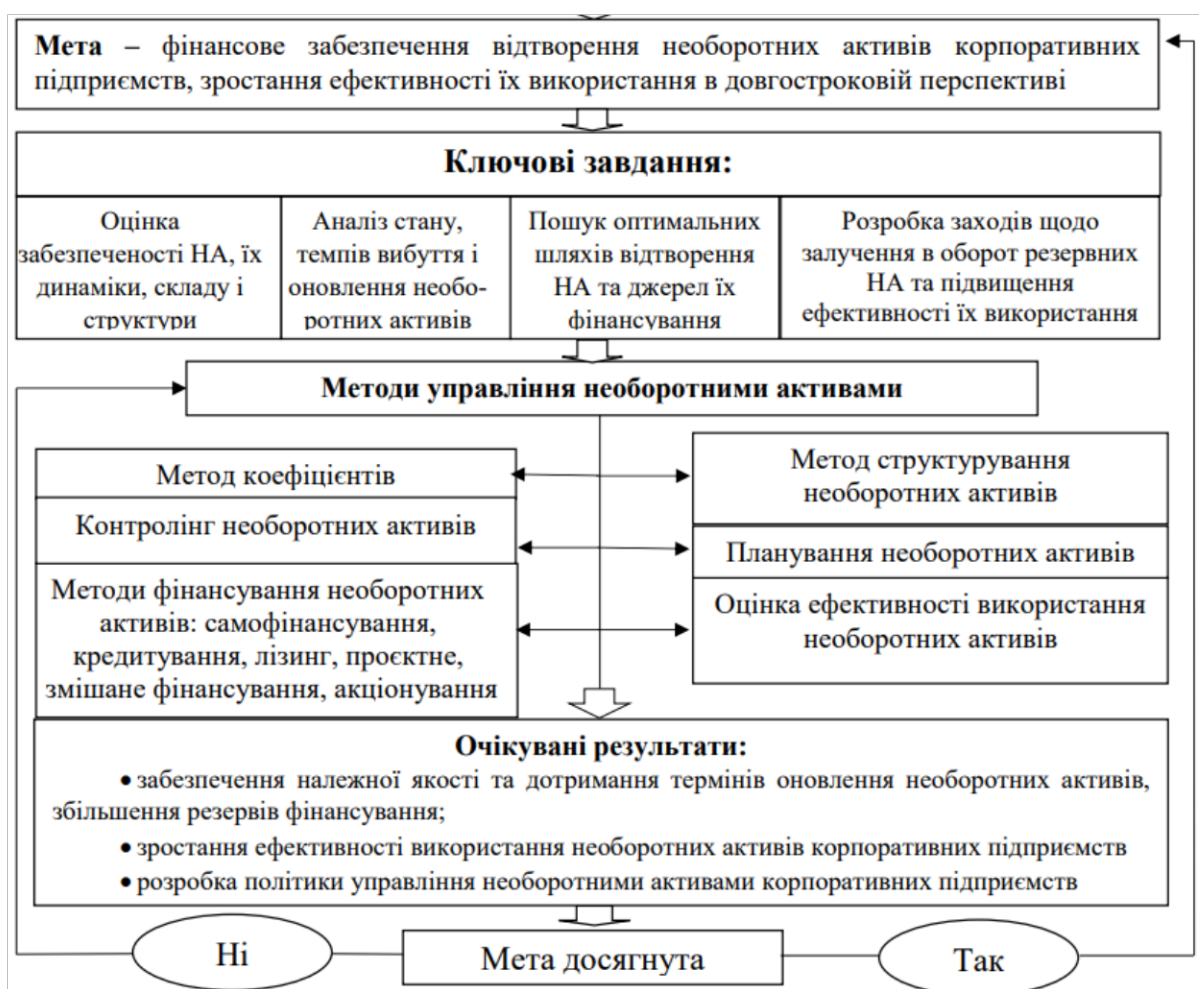 Мета – фінансове забезпечення відтворення необоротних активів корпоративних
підприємств, зростання ефективності їх використання в довгостроковій перспективі
Ключові завдання:
Оцінка
забезпеченості НА, їх
динаміки, складу і
структури
Аналіз стану,
темпів вибуття і
оновлення необо-
ротних активів
Пошук оптимальних
шляхів відтворення
НА та джерел їх
фінансування
Розробка заходів щодо
залучення в оборот резервних
НА та підвищення
ефективності їх використання
Методи управління необоротними активами
Метод коефіцієнтів
Контролінг необоротних активів
Методи фінансування необоротних
активів: самофінансування,
кредитування, лізинг, проєктне,
змішане фінансування, акціонування
Метод структурування
необоротних активів
Планування необоротних активів
Оцінка ефективності використання
необоротних активів
Очікувані результати:
• забезпечення належної якості та дотримання термінів оновлення необоротних активів,
збільшення резервів фінансування;
• зростання ефективності використання необоротних активів корпоративних підприємств
• розробка політики управління необоротними активами корпоративних підприємств
Ні
Мета досягнута
Так